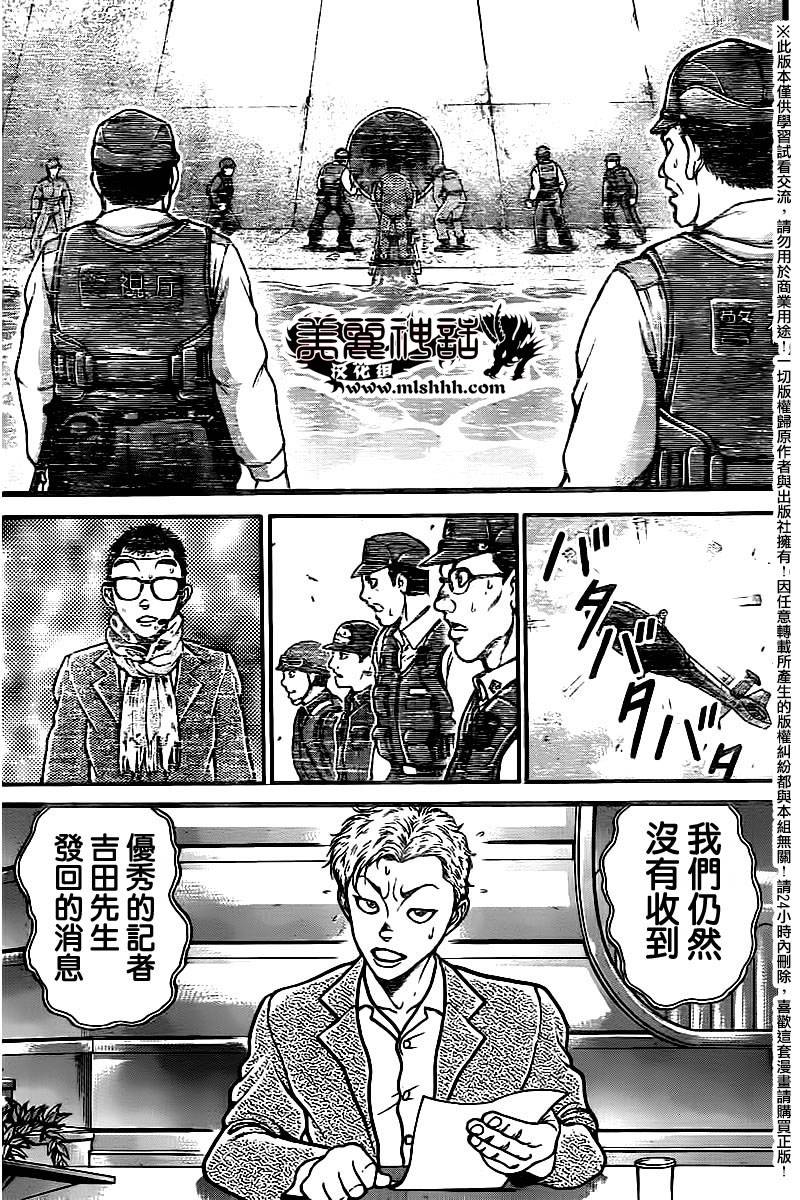 警視庁
警視
美麗神話
汉化组
www.mlshhh.com
バタバタバタ
我們仍然
沒有收到
優秀的記者
吉田先生
發回的消息
※此版本僅供學習試看交流，請勿用於商業用途！一切版權歸原作者與出版社擁有！因任意轉載所產生的版權糾紛都與本組無關！請24小時內刪除，喜歡這套漫畫請購買正版！